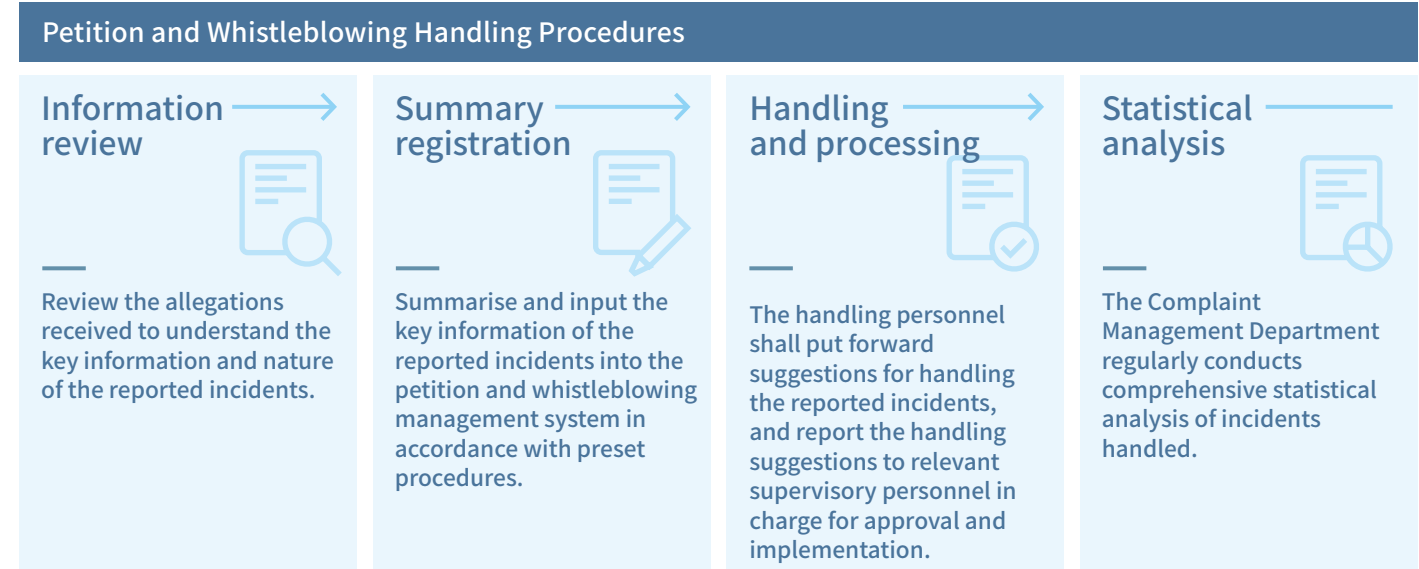 Petition and Whistleblowing Handling Procedures
Information
review
Review the allegations
received to understand the
key information and nature
of the reported incidents.
Summary
registration
Summarise and input the
key information of the
reported incidents into the
petition and whistleblowing
management system in
accordance with preset
procedures.
Handling
and processing
The handling personnel
shall put forward
suggestions for handling
the reported incidents,
and report the handling
suggestions to relevant
supervisory personnel in
charge for approval and
implementation.
Statistical
analysis
The Complaint
Management Department
regularly conducts
comprehensive statistical
analysis of incidents
handled.